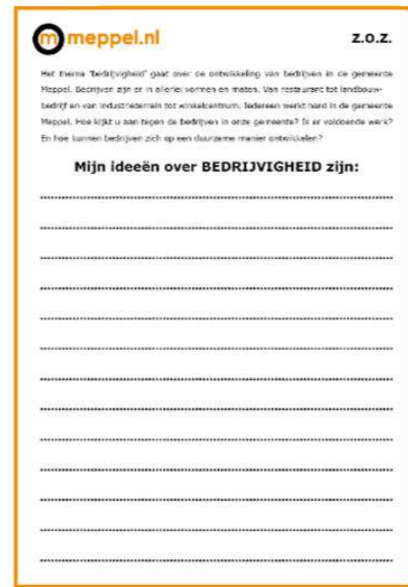 m meppel.nl
z.o.z.
Het thema "bedrijvigheid" gaat over de ontwikkeling van bedrijven in de gemeente
Meppel. Bedrijven zijn er in allerlei vormen en maten. Van restaurant tot landbouw-
bedrijf en van industrieterrein tot winkelcentrum. Iedereen werkt hard in de gemeente
Meppel. Hoe kijkt u aan tegen de bedrijven in onze gemeente? Is er voldoende werk?
En hoe kunnen bedrijven zich op een duurzame manier ontwikkelen?
Mijn ideeën over BEDRIJVIGHEID zijn: